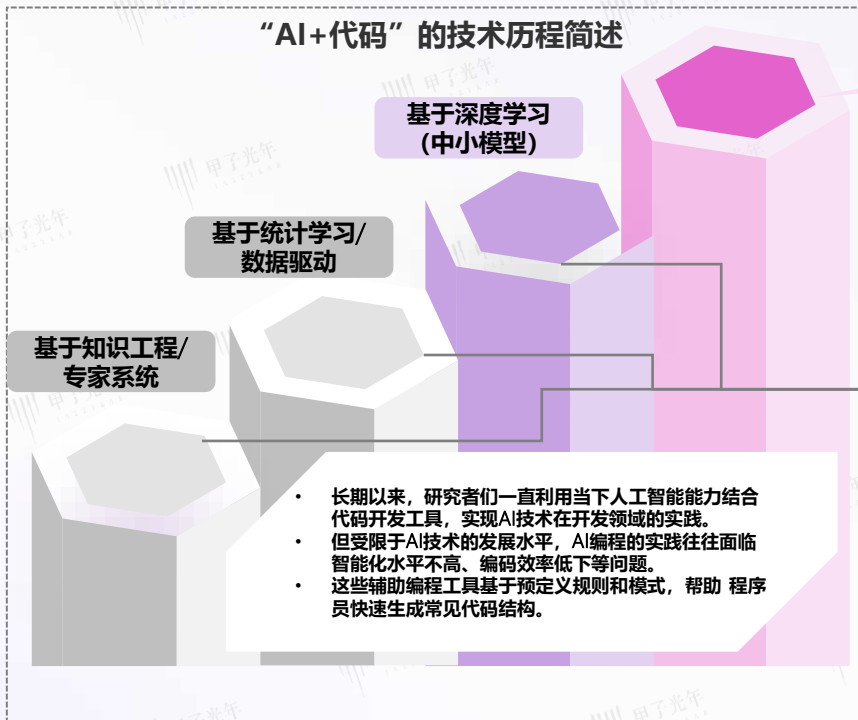 “AI+代码”的技术历程简述
基于深度学习
(中小模型)
基于统计学习/
数据驱动
基于知识工程/
专家系统
• 长期以来，研究者们一直利用当下人工智能能力结合
代码开发工具，实现AI技术在开发领域的实践。
• 但受限于AI技术的发展水平，AI编程的实践往往面临
智能化水平不高、编码效率低下等问题。
• 这些辅助编程工具基于预定义规则和模式，帮助 程序
员快速生成常见代码结构。
甲子光年